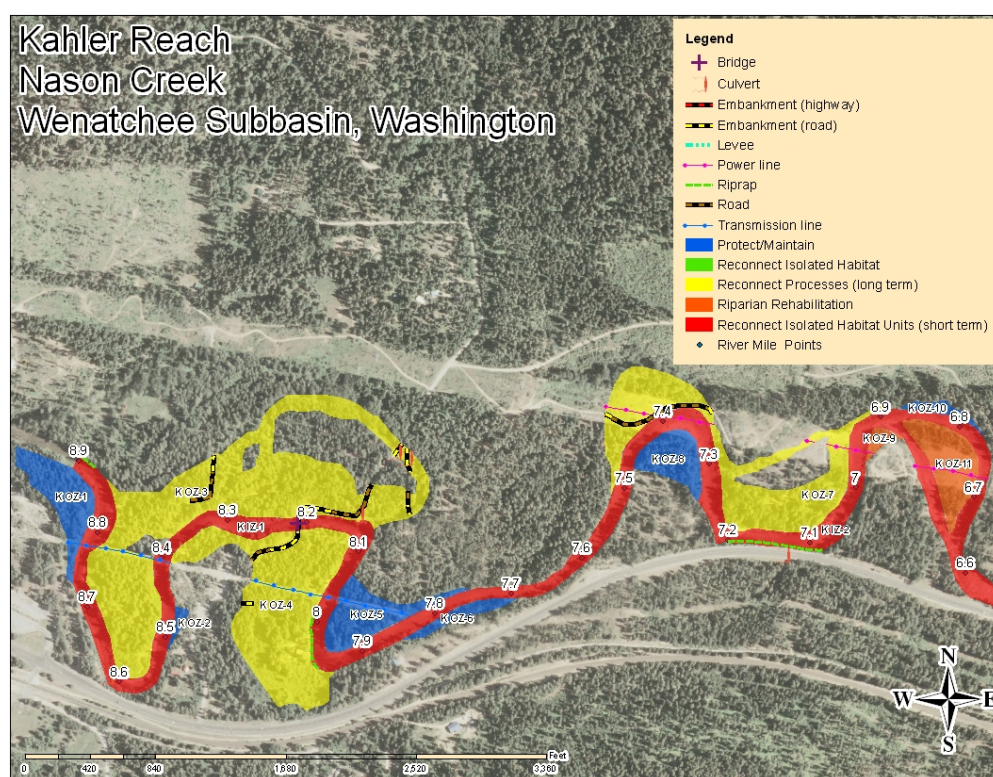 Kahler Reach
Nason Creek
Wenatchee Subbasin, Washington
Legend
Bridge
Culvert
Embankment (highway)
Embankment (road)
Levee
Power line
Riprap
Road
Transmission line
Protect/Maintain
Reconnect Isolated Habitat
Reconnect Processes (long term)
Riparian Rehabilitation
Reconnect Isolated Habitat Units (short term)
River Mile Points
7.4
6.9
KOZ-10
6.8
8.9
KOZ-1
KOZ-3
7.5
KOZ-8
7.3
KOZ-9
KOZ-11
6.7
8.8
8.3
KIZ-1
8.2
8.1
KOZ-7
7
7.2
7.1
KIZ-2
8.4
7.6
6.6
8.7
KOZ-4
8
KOZ-5
7.8
7.7
KOZ-6
8.5
KOZ-2
7.9
8.6
N
W
E
S
Feet
0
420
840
1,680
2,520
3,360